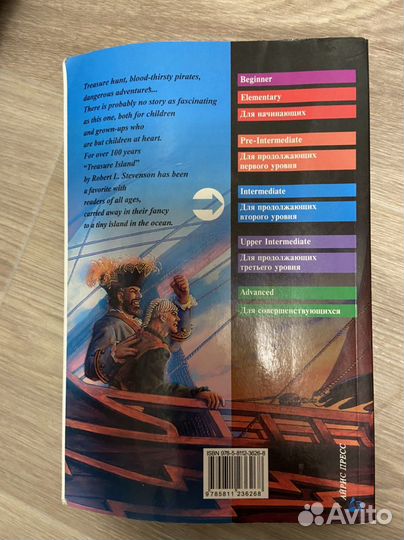 Treasure hunt, blood-thirsty pirates,
dangerous adventures...
There is probably no story as fascinating
as this one, both for children
and grown-ups who
are but children at heart.
For over 100 years
"Treasure Island"
by Robert L. Stevenson has been
a favorite with
readers of all ages,
carried away in their fancy
to a tiny island in the ocean.
Beginner
Elementary
Для начинающих
Pre-Intermediate
Для продолжающих
первого уровня
Intermediate
Для продолжающих
второго уровня
Upper Intermediate
Для продолжающих
третьего уровня
Advanced
Для совершенствующихся
ISBN 978-5-8112-3626-8
9 785811 236268
АЙРИС ПРЕСС
Avito